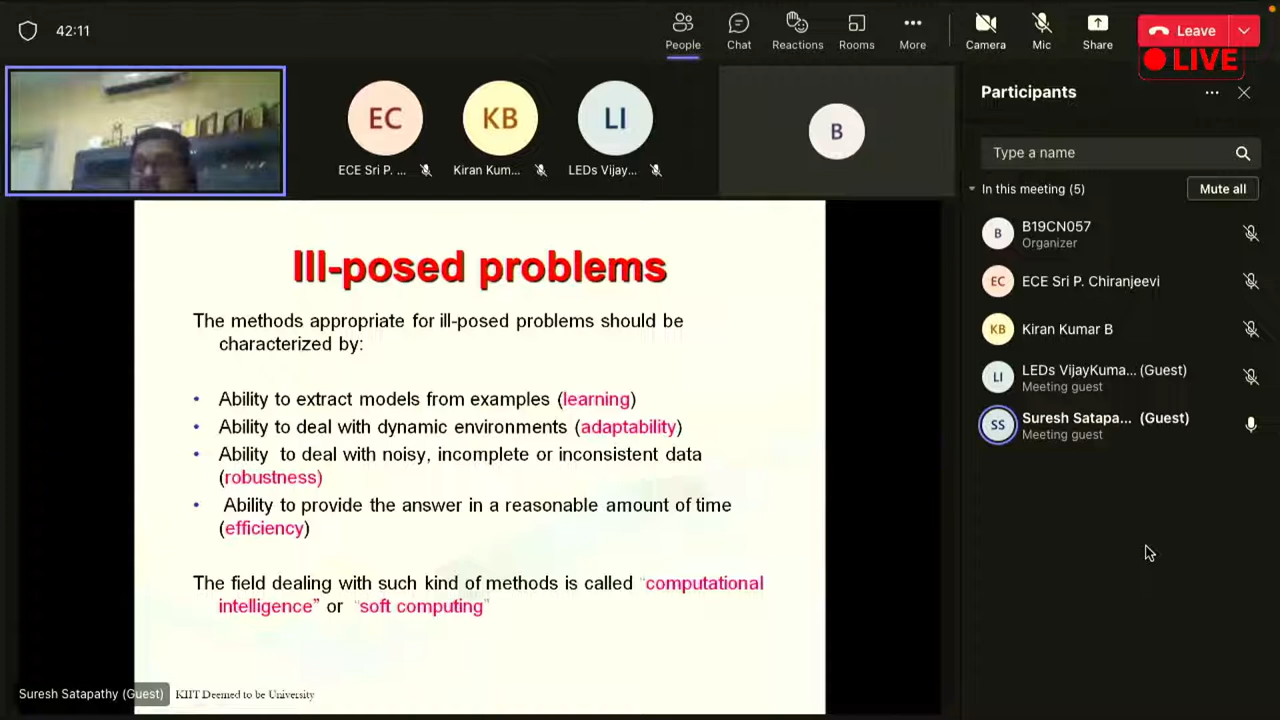 42:11
People
Chat
Reactions
Rooms
More
Camera
Mic
Share
Leave
LIVE
EC
KB
LI
B
ECE Sri P. ...
Kiran Kum...
LEDs Vijay...
Participants
Type a name
In this meeting (5)
Mute all
B
B19CN057
Organizer
EC
ECE Sri P. Chiranjeevi
KB
Kiran Kumar B
LI
LEDs VijayKuma... (Guest)
Meeting guest
SS
Suresh Satapa... (Guest)
Meeting guest
Ill-posed problems
The methods appropriate for ill-posed problems should be
characterized by:
• Ability to extract models from examples (learning)
• Ability to deal with dynamic environments (adaptability)
• Ability to deal with noisy, incomplete or inconsistent data
(robustness)
• Ability to provide the answer in a reasonable amount of time
(efficiency)
The field dealing with such kind of methods is called “computational
intelligence” or “soft computing”
Suresh Satapathy (Guest)
KIIT Deemed to be University